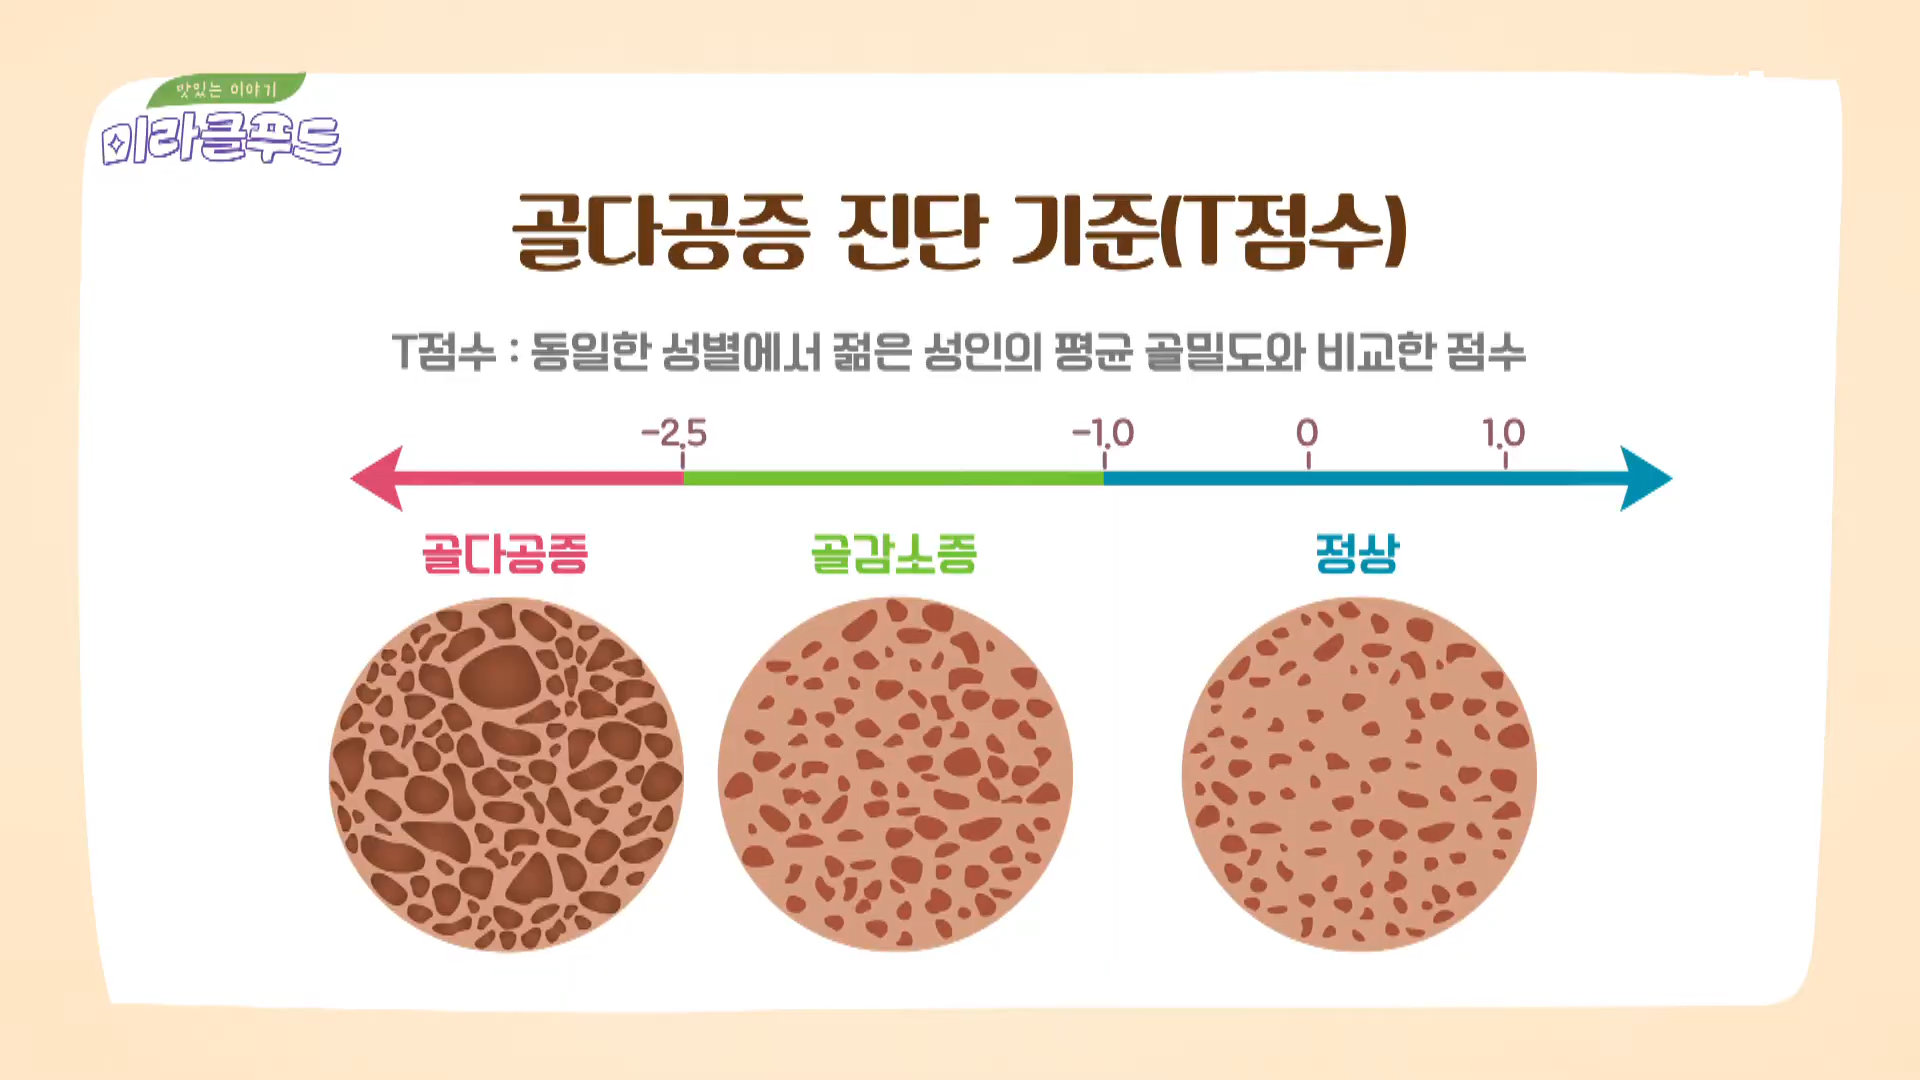 맛있는 이야기
미라클푸드
골다공증 진단 기준(T점수)
T점수 : 동일한 성별에서 젊은 성인의 평균 골밀도와 비교한 점수
-2.5 -1.0 0 1.0
골다공증 골감소증 정상